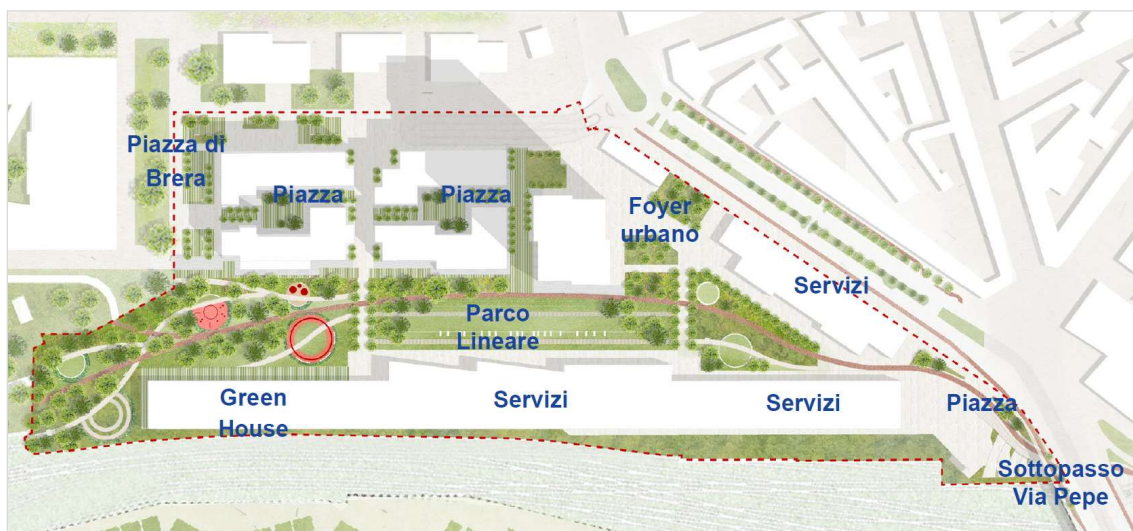 Piazza di
Brera
Piazza
Piazza
Foyer
urbano
Servizi
Parco
Lineare
Green
House
Servizi
Servizi
Piazza
Sottopasso
Via Pepe